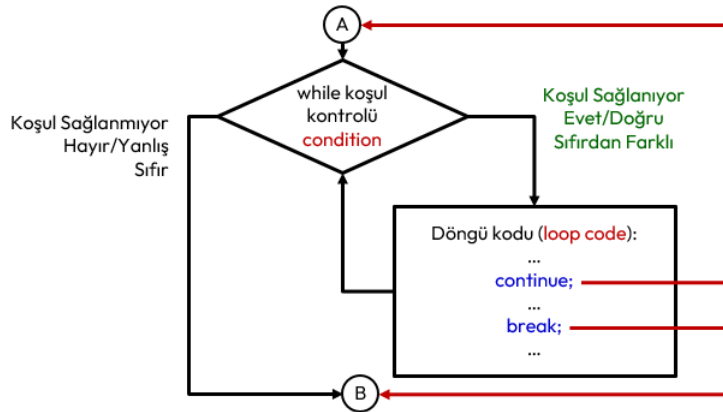 A
while koşul
kontrolü
condition
Koşul Sağlanmıyor
Hayır/Yanlış
Sıfır
Koşul Sağlanıyor
Evet/Doğru
Sıfırdan Farklı
Döngü kodu (loop code):
...
continue;
...
break;
...
B